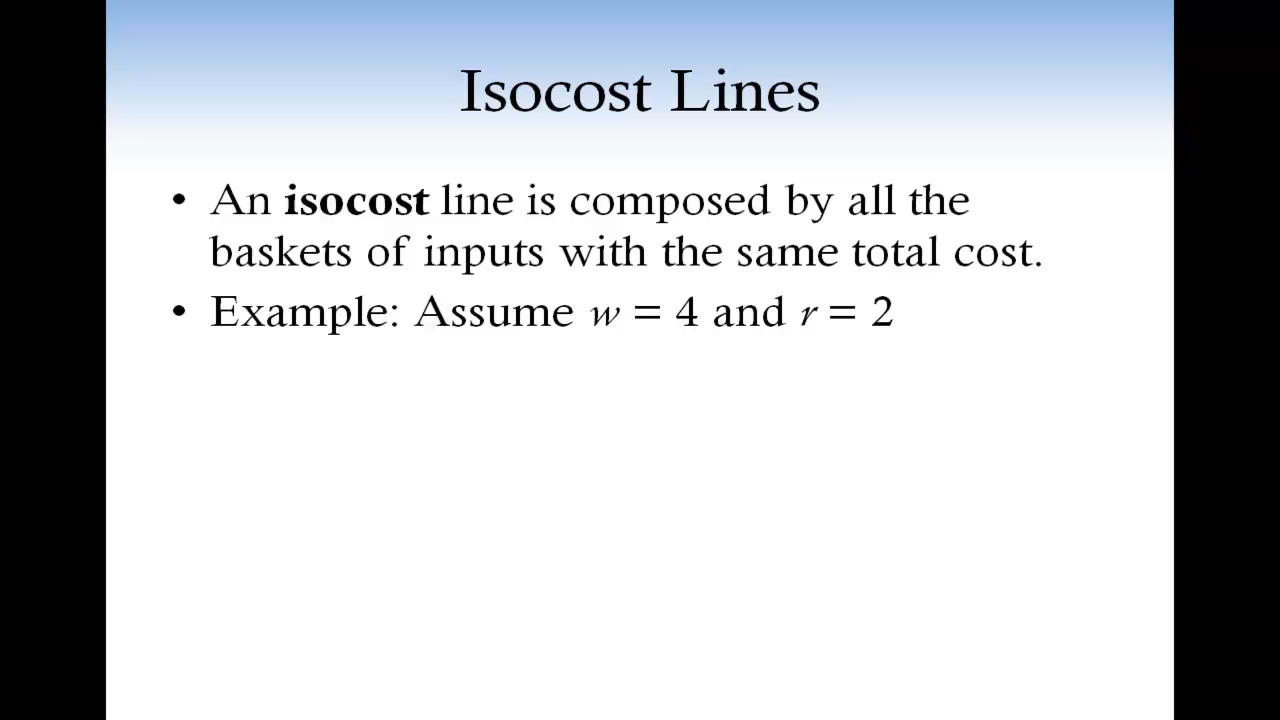 Isocost Lines
• An isocost line is composed by all the
baskets of inputs with the same total cost.
• Example: Assume w = 4 and r = 2